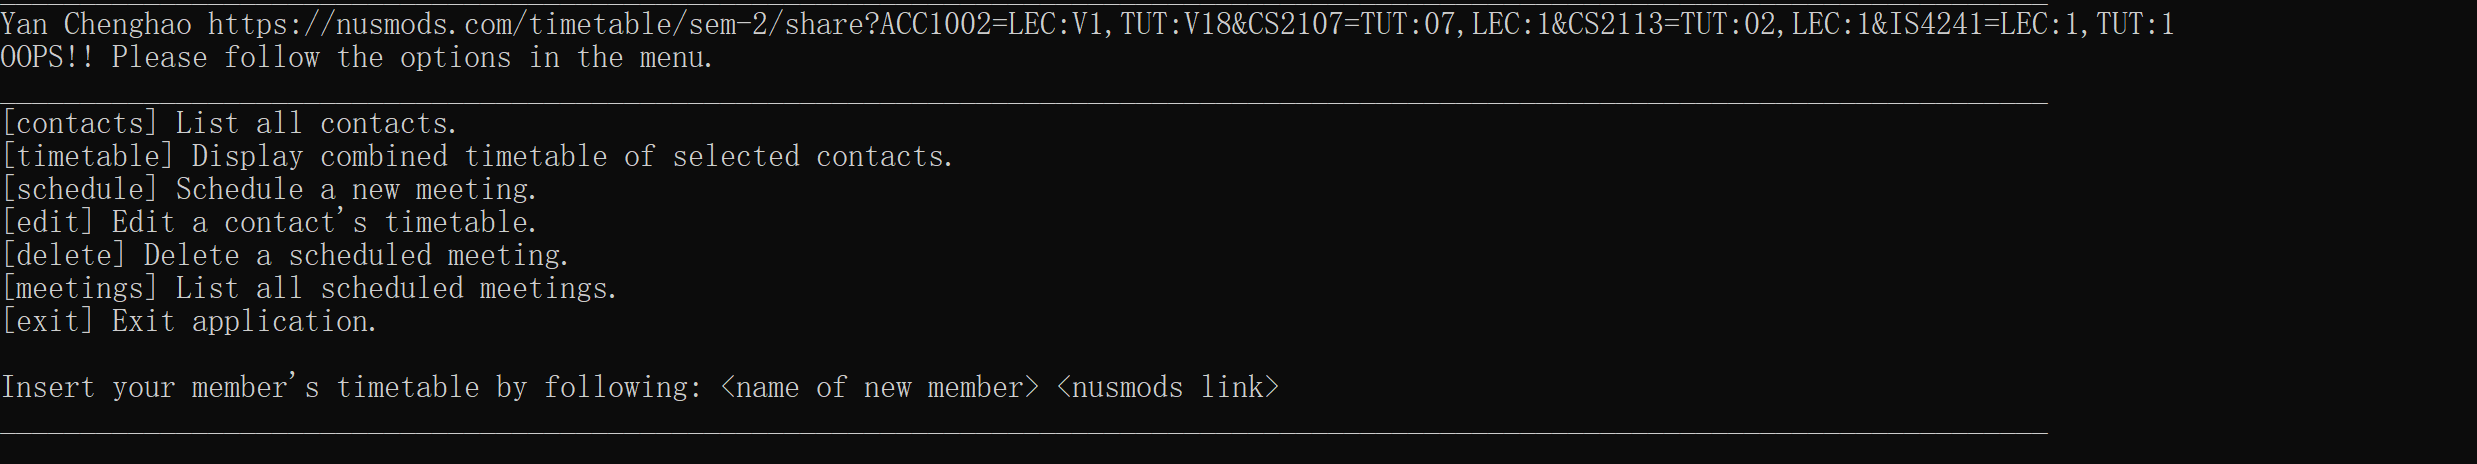 Yan Chenghao https://nusmods.com/timetable/sem-2/share?ACC1002=LEC:V1,TUT:V18&CS2107=TUT:07,LEC:1&CS2113=TUT:02,LEC:1&IS4241=LEC:1,TUT:1
OOPS!! Please follow the options in the menu.
[contacts] List all contacts.
[timetable] Display combined timetable of selected contacts.
[schedule] Schedule a new meeting.
[edit] Edit a contact's timetable.
[delete] Delete a scheduled meeting.
[meetings] List all scheduled meetings.
[exit] Exit application.
Insert your member's timetable by following: <name of new member> <nusmods link>